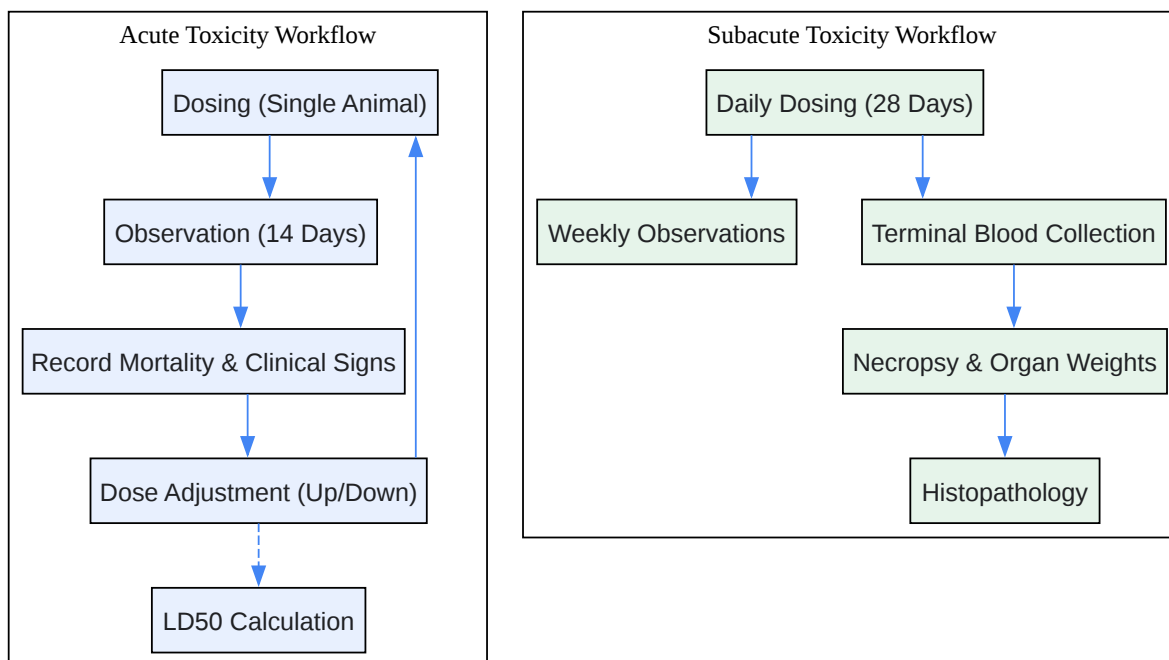 Acute Toxicity Workflow
Dosing (Single Animal)
Observation (14 Days)
Record Mortality & Clinical Signs
Dose Adjustment (Up/Down)
LD50 Calculation
Subacute Toxicity Workflow
Daily Dosing (28 Days)
Weekly Observations
Terminal Blood Collection
Necropsy & Organ Weights
Histopathology